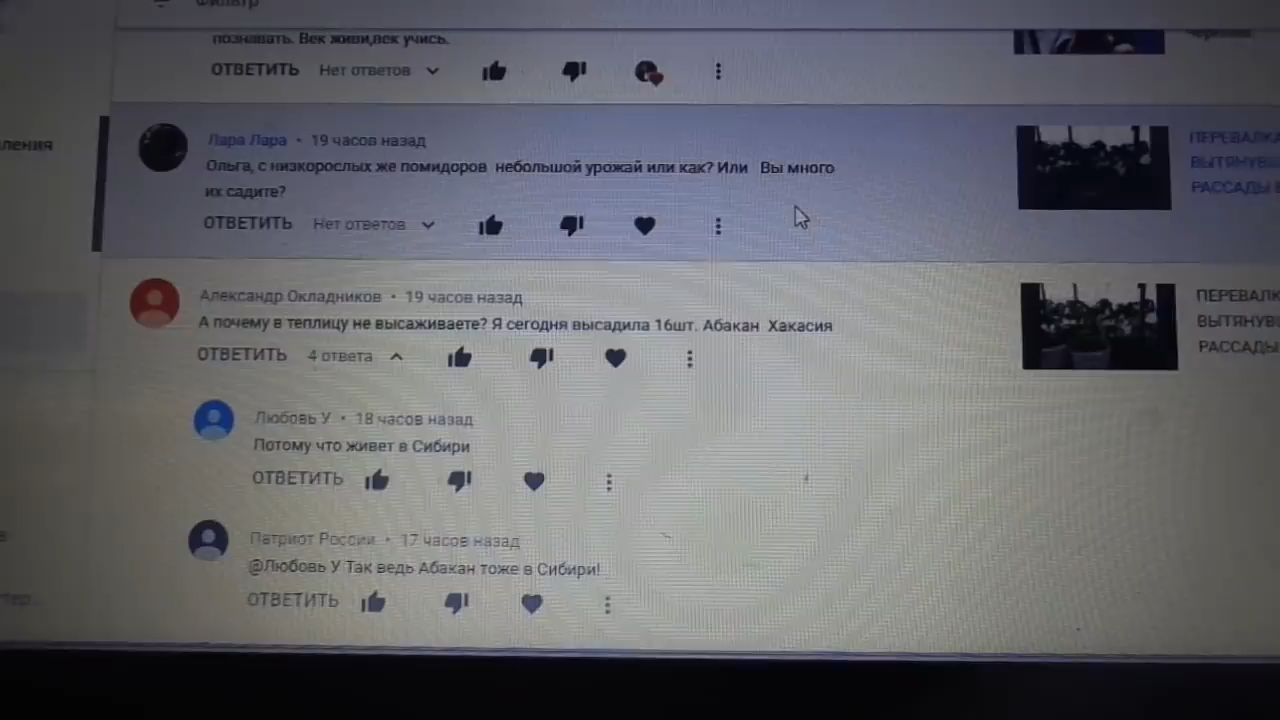 Фильтр
познавать. Век живи,век учись.
ОТВЕТИТЬ Нет ответов
ления
Лара Лара • 19 часов назад
Ольга, с низкорослых же помидоров небольшой урожай или как? Или Вы много
их садите?
ОТВЕТИТЬ Нет ответов
ПЕРЕВАЛК
ВЫТЯНУВШ
РАССАДЫ
Александр Окладников • 19 часов назад
А почему в теплицу не высаживаете? Я сегодня высадила 16шт. Абакан Хакасия
ОТВЕТИТЬ 4 ответа
ПЕРЕВАЛК
ВЫТЯНУВ
РАССАДЫ
Любовь У • 18 часов назад
Потому что живет в Сибири
ОТВЕТИТЬ
Патриот России • 17 часов назад
@Любовь У Так ведь Абакан тоже в Сибири!
ОТВЕТИТЬ